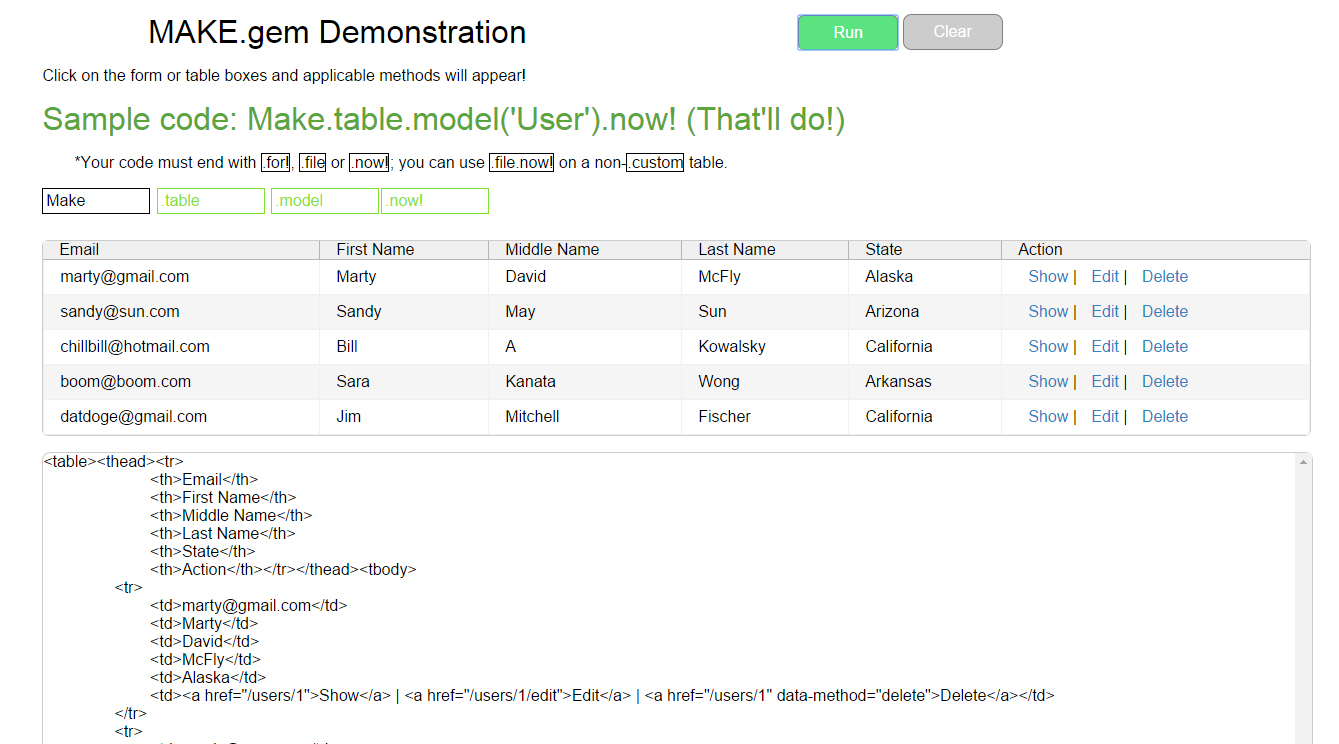 MAKE.gem Demonstration
Run
Clear
Click on the form or table boxes and applicable methods will appear!
Sample code: Make.table.model('User').now! (That'll do!)
*Your code must end with .for!, .file or .now!; you can use .file.now! on a non-.custom table.
Make .table .model .now!
Email First Name Middle Name Last Name State Action
marty@gmail.com Marty David McFly Alaska Show | Edit | Delete
sandy@sun.com Sandy May Sun Arizona Show | Edit | Delete
chillbill@hotmail.com Bill A Kowalsky California Show | Edit | Delete
boom@boom.com Sara Kanata Wong Arkansas Show | Edit | Delete
datdoge@gmail.com Jim Mitchell Fischer California Show | Edit | Delete
<table><thead><tr>
<th>Email</th>
<th>First Name</th>
<th>Middle Name</th>
<th>Last Name</th>
<th>State</th>
<th>Action</th></tr></thead><tbody>
<tr>
<td>marty@gmail.com</td>
<td>Marty</td>
<td>David</td>
<td>McFly</td>
<td>Alaska</td>
<td><a href="/users/1">Show</a> | <a href="/users/1/edit">Edit</a> | <a href="/users/1" data-method="delete">Delete</a></td>
</tr>
<tr>